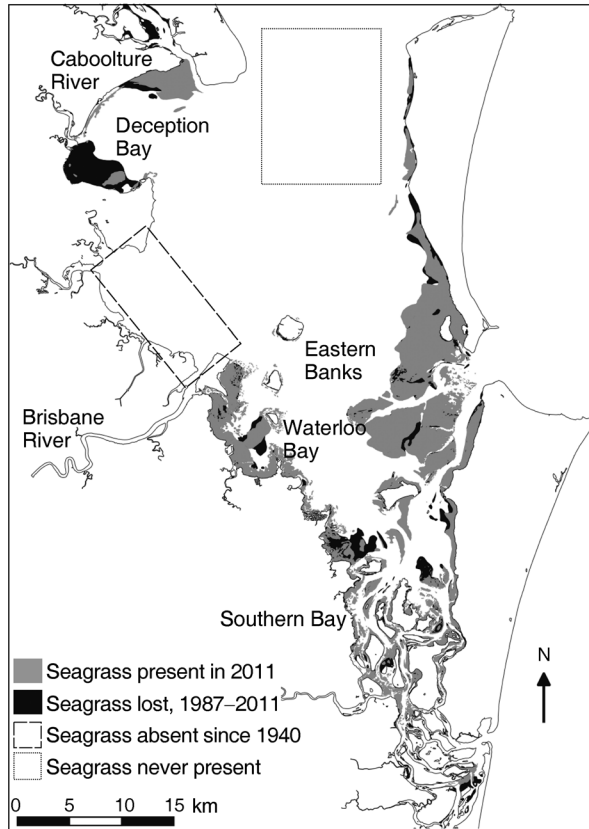 Caboolture
River
Deception
Bay
Eastern
Banks
Brisbane
River
Waterloo
Bay
Southern Bay
N
Seagrass present in 2011
Seagrass lost, 1987–2011
Seagrass absent since 1940
Seagrass never present
0 5 10 15 km